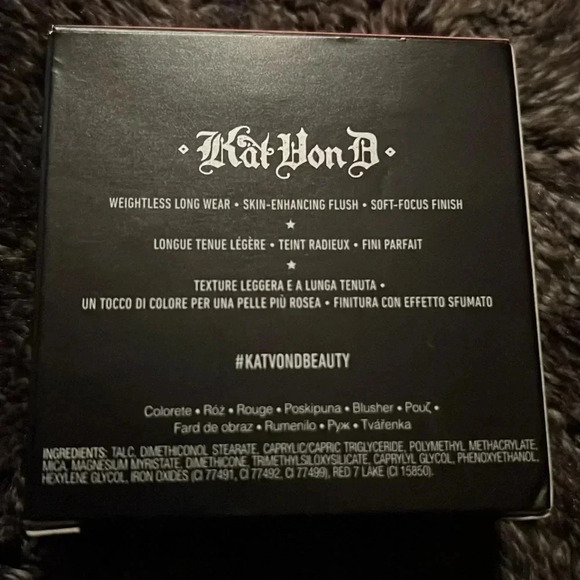 Kat Von D
WEIGHTLESS LONG WEAR • SKIN-ENHANCING FLUSH • SOFT-FOCUS FINISH
LONGUE TENUE LÉGÈRE • TEINT RADIEUX • FINI PARFAIT
TEXTURE LEGGERA E A LUNGA TENUTA •
UN TOCCO DI COLORE PER UNA PELLE PIÙ ROSEA • FINITURA CON EFFETTO SFUMATO
#KATVONDBEAUTY
Colorete • Róż • Rouge • Poskipuna • Blusher • Ρουζ •
Fard de obraz • Rumenilo • Руж • Tvářenka
INGREDIENTS: TALC, DIMETHICONOL STEARATE, CAPRYLIC/CAPRIC TRIGLYCERIDE, POLYMETHYL METHACRYLATE,
MICA, MAGNESIUM MYRISTATE, DIMETHICONE, TRIMETHYLSILOXYSILICATE, CAPRYLYL GLYCOL, PHENOXYETHANOL,
HEXYLENE GLYCOL, IRON OXIDES (CI 77491, CI 77492, CI 77499), RED 7 LAKE (CI 15850).